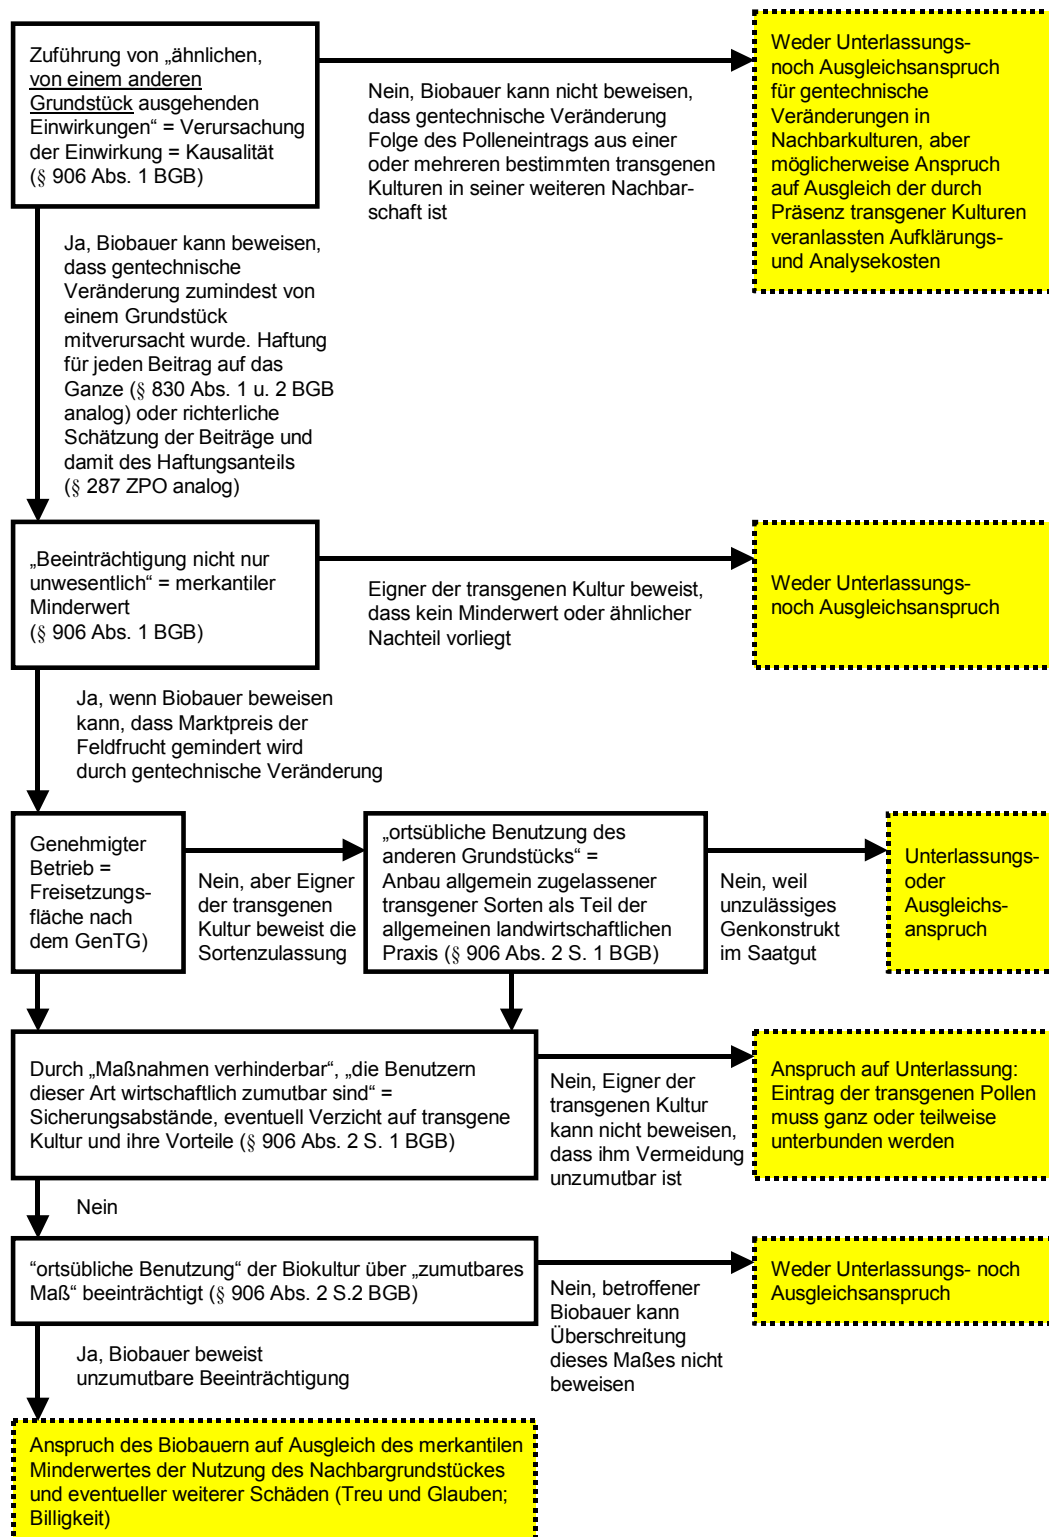 Zuführung von „ähnlichen,
von einem anderen
Grundstück ausgehenden
Einwirkungen“ = Verursachung
der Einwirkung = Kausalität
(§ 906 Abs. 1 BGB)
Nein, Biobauer kann nicht beweisen,
dass gentechnische Veränderung
Folge des Polleneintrags aus einer
oder mehreren bestimmten transgenen
Kulturen in seiner weiteren Nachbar-
schaft ist
Weder Unterlassungs-
noch Ausgleichsanspruch
für gentechnische
Veränderungen in
Nachbarkulturen, aber
möglicherweise Anspruch
auf Ausgleich der durch
Präsenz transgener Kulturen
veranlassten Aufklärungs-
und Analysekosten
Ja, Biobauer kann beweisen,
dass gentechnische
Veränderung zumindest von
einem Grundstück
mitverursacht wurde. Haftung
für jeden Beitrag auf das
Ganze (§ 830 Abs. 1 u. 2 BGB
analog) oder richterliche
Schätzung der Beiträge und
damit des Haftungsanteils
(§ 287 ZPO analog)
„Beeinträchtigung nicht nur
unwesentlich“ = merkantiler
Minderwert
(§ 906 Abs. 1 BGB)
Eigner der transgenen Kultur beweist,
dass kein Minderwert oder ähnlicher
Nachteil vorliegt
Weder Unterlassungs-
noch Ausgleichsanspruch
Ja, wenn Biobauer beweisen
kann, dass Marktpreis der
Feldfrucht gemindert wird
durch gentechnische Veränderung
Genehmigter
Betrieb =
Freisetzungs-
fläche nach
dem GenTG)
Nein, aber Eigner
der transgenen
Kultur beweist die
Sortenzulassung
„ortsübliche Benutzung des
anderen Grundstücks“ =
Anbau allgemein zugelassener
transgener Sorten als Teil der
allgemeinen landwirtschaftlichen
Praxis (§ 906 Abs. 2 S. 1 BGB)
Nein, weil
unzulässiges
Genkonstrukt
im Saatgut
Unterlassungs-
oder
Ausgleichs-
anspruch
Durch „Maßnahmen verhinderbar“, „die Benutzern
dieser Art wirtschaftlich zumutbar sind“ =
Sicherungsabstände, eventuell Verzicht auf transgene
Kultur und ihre Vorteile (§ 906 Abs. 2 S. 1 BGB)
Nein, Eigner der
transgenen Kultur
kann nicht beweisen,
dass ihm Vermeidung
unzumutbar ist
Anspruch auf Unterlassung:
Eintrag der transgenen Pollen
muss ganz oder teilweise
unterbunden werden
Nein
“ortsübliche Benutzung“ der Biokultur über „zumutbares
Maß“ beeinträchtigt (§ 906 Abs. 2 S.2 BGB)
Nein, betroffener
Biobauer kann
Überschreitung
dieses Maßes nicht
beweisen
Weder Unterlassungs- noch
Ausgleichsanspruch
Ja, Biobauer beweist
unzumutbare Beeinträchtigung
Anspruch des Biobauern auf Ausgleich des merkantilen
Minderwertes der Nutzung des Nachbargrundstückes
und eventueller weiterer Schäden (Treu und Glauben;
Billigkeit)